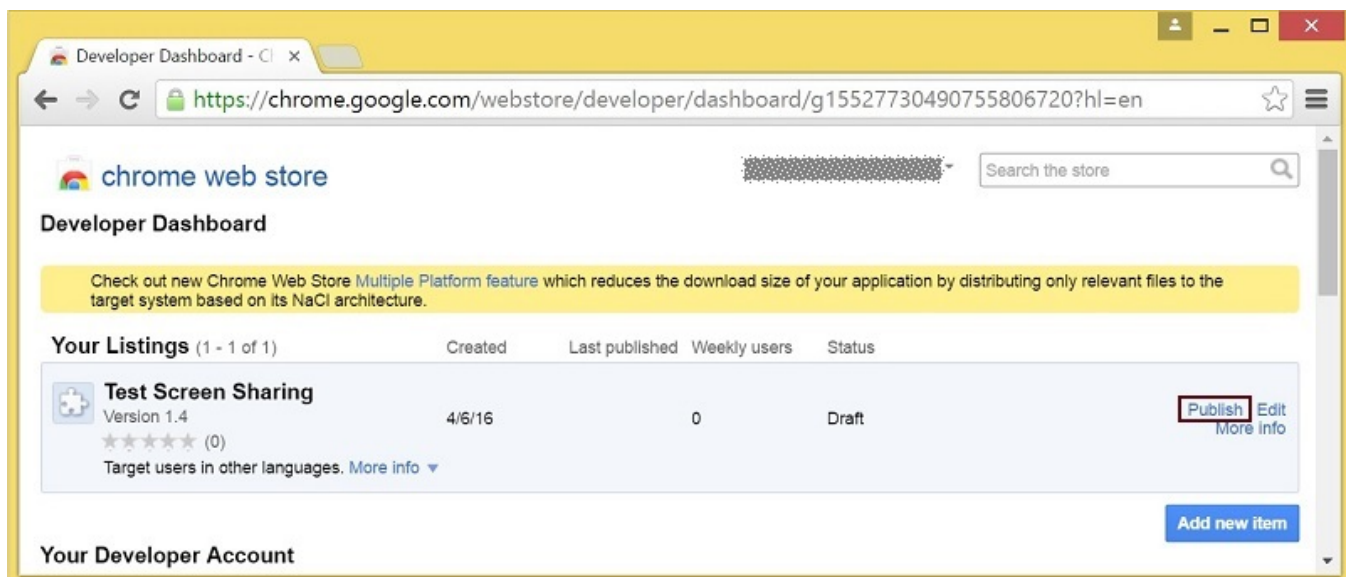 Developer Dashboard - Cl
https://chrome.google.com/webstore/developer/dashboard/g15527730490755806720?hl=en
chrome web store
Search the store
Developer Dashboard
Check out new Chrome Web Store Multiple Platform feature which reduces the download size of your application by distributing only relevant files to the
target system based on its NaCl architecture.
Your Listings (1 - 1 of 1) Created Last published Weekly users Status
Test Screen Sharing
Version 1.4 4/6/16 0 Draft Publish Edit
(0) More info
Target users in other languages. More info
Add new item
Your Developer Account